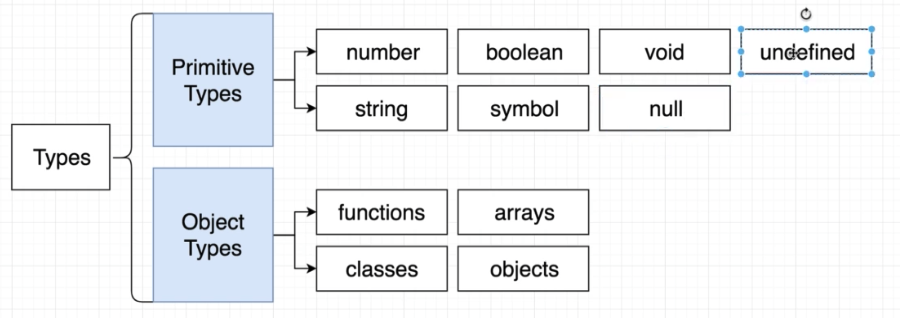 Types
Primitive
Types
number
boolean
void
undefined
string
symbol
null
Object
Types
functions
arrays
classes
objects